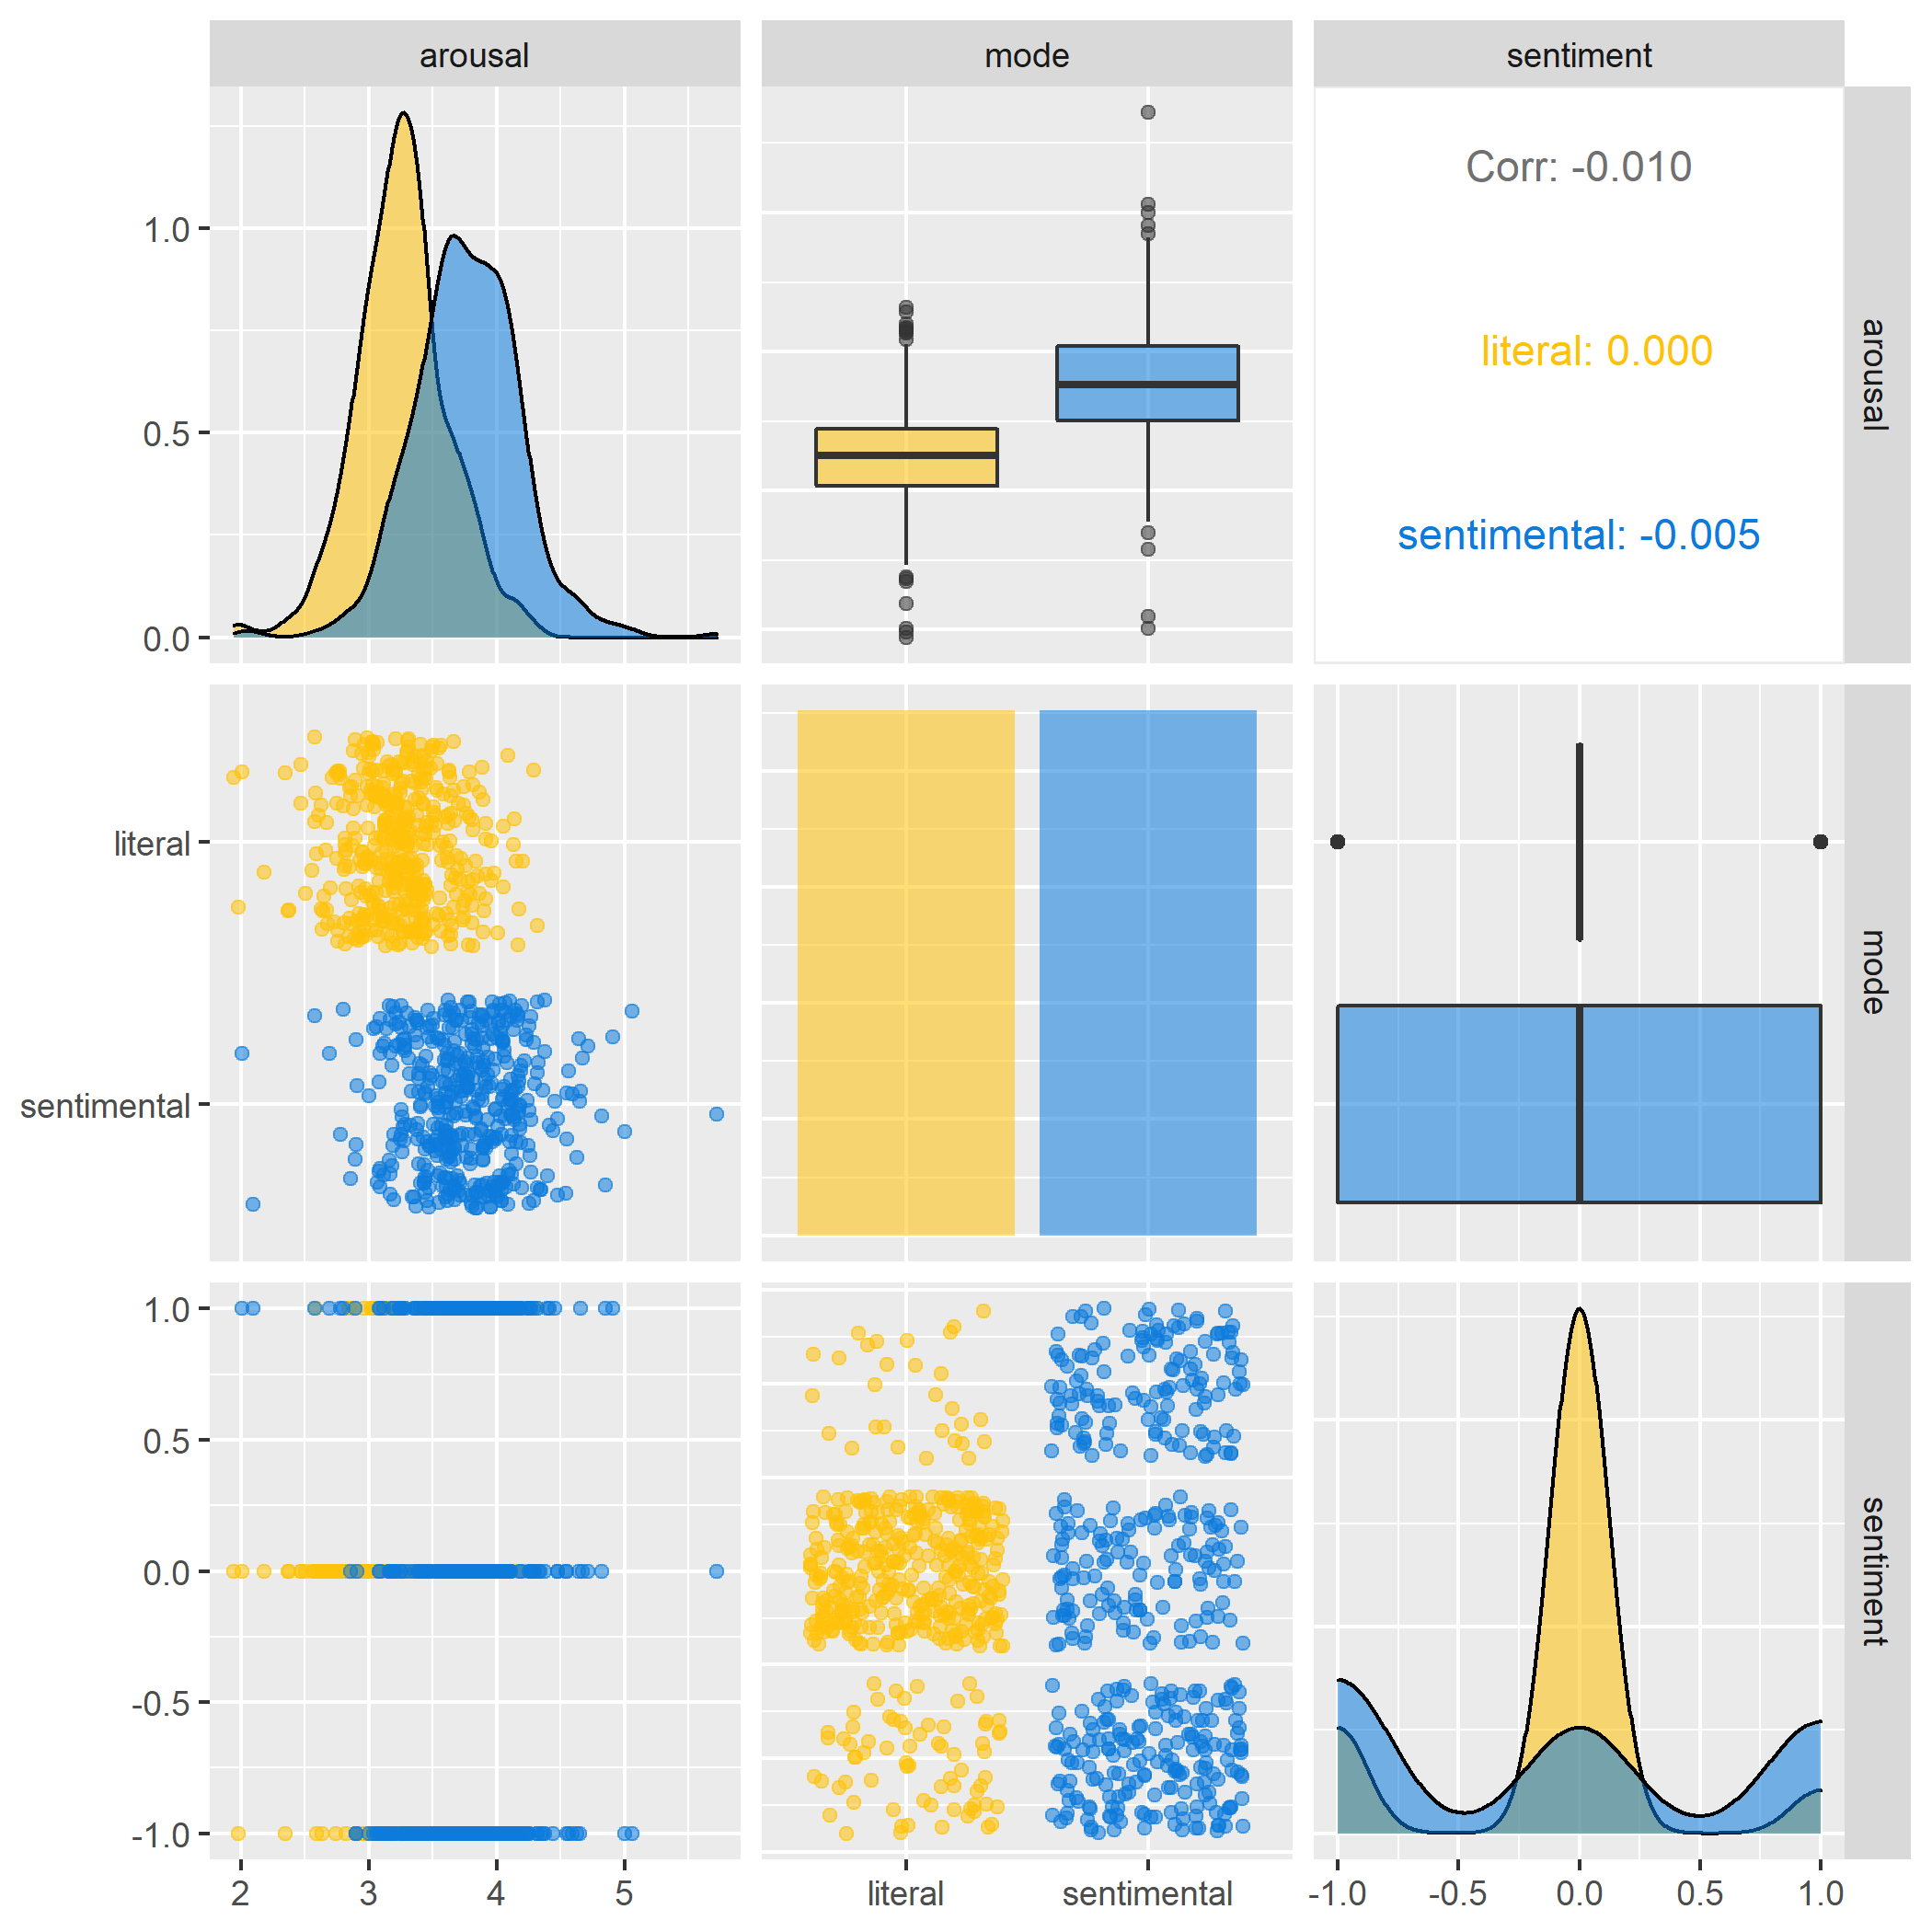 arousal
mode
sentiment
1.0
0.5
0.0
Corr: -0.010
literal: 0.000
sentimental: -0.005
arousal
literal
sentimental
mode
1.0
0.5
0.0
-0.5
-1.0
sentiment
2 3 4 5
literal sentimental
-1.0 -0.5 0.0 0.5 1.0